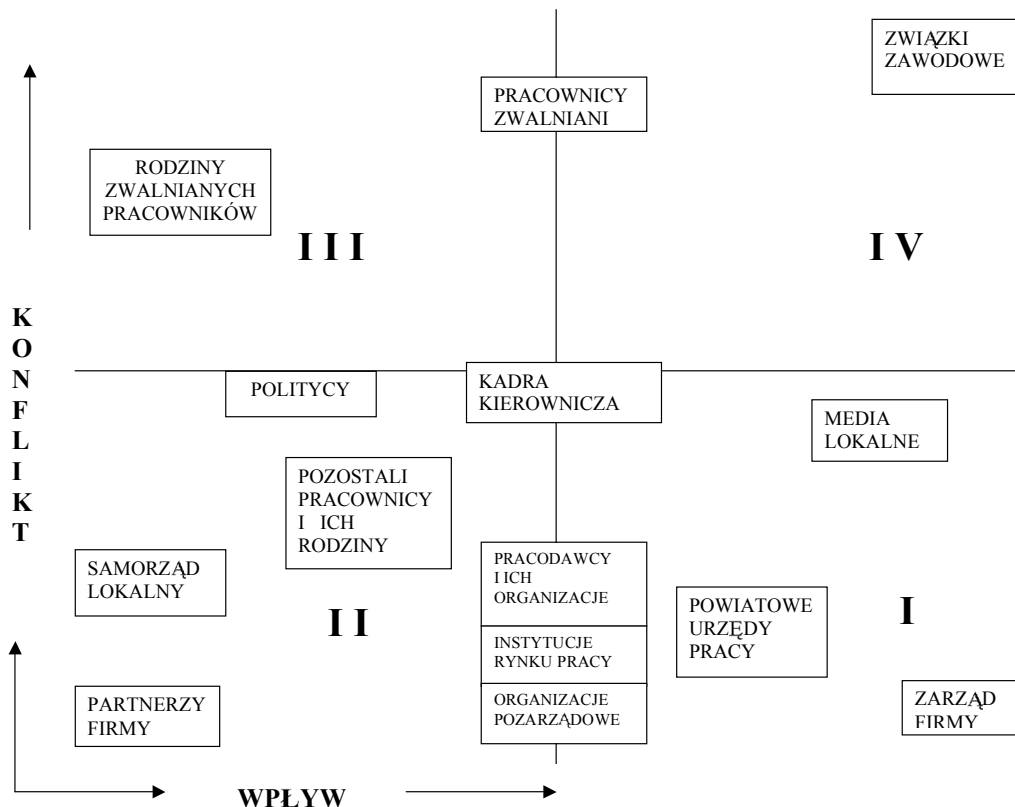 ZWIĄZKI
ZAWODOWE
PRACOWNICY
ZWALNIANI
RODZINY
ZWALNIANYCH
PRACOWNIKÓW
I I I
I V
K
O
N
F
L
I
K
T
POLITYCY
KADRA
KIEROWNICZA
MEDIA
LOKALNE
POZOSTALI
PRACOWNICY
I ICH
RODZINY
SAMORZĄD
LOKALNY
I I
PRACODAWCY
I ICH
ORGANIZACJE
POWIATOWE
URZĘDY
PRACY
I
INSTYTUCJE
RYNKU PRACY
PARTNERZY
FIRMY
ORGANIZACJE
POZARZĄDOWE
ZARZĄD
FIRMY
WPŁYW